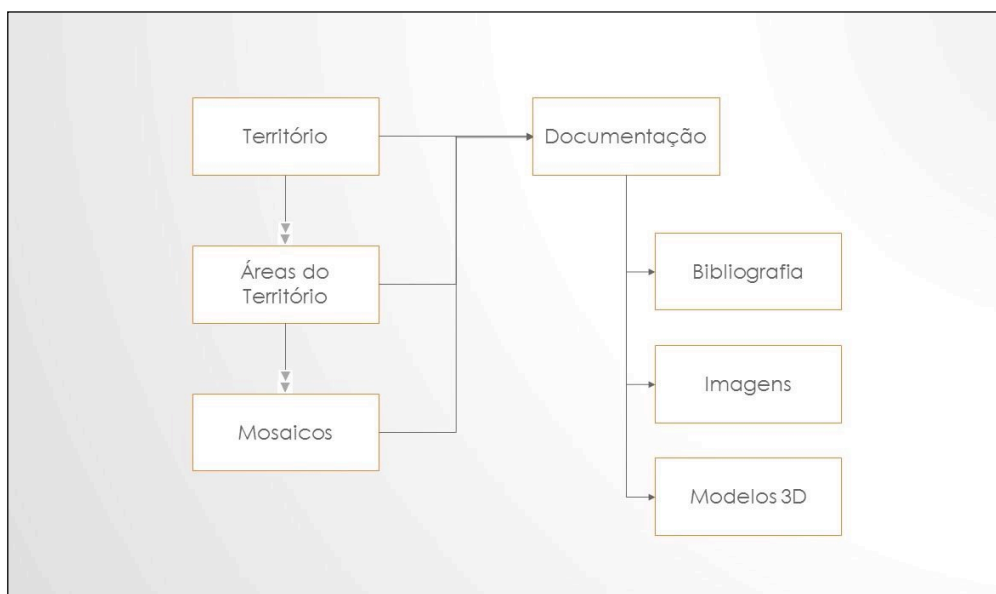 Território
Documentação
Áreas do
Território
Bibliografia
Imagens
Mosaicos
Modelos 3D